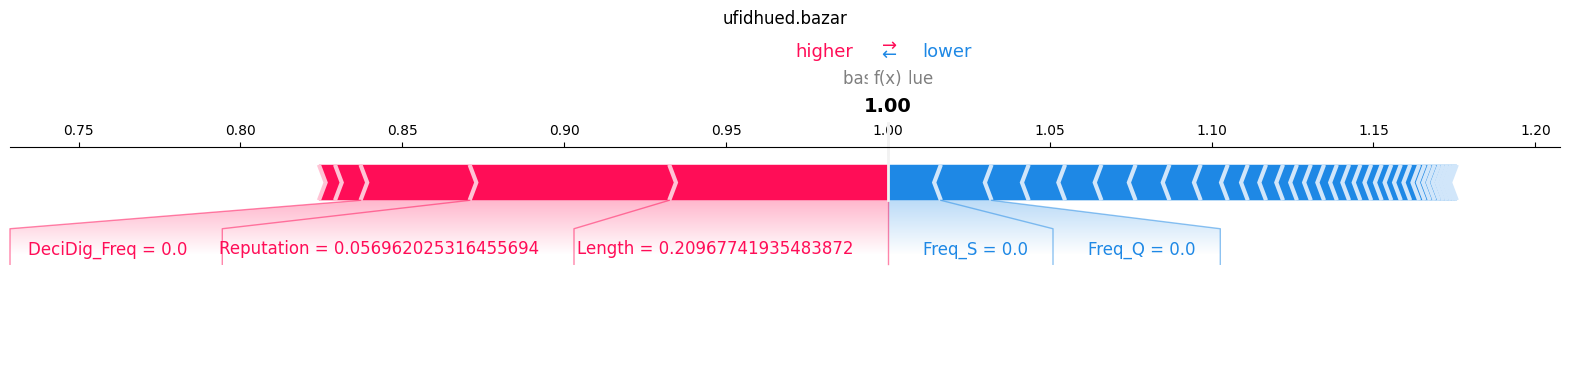 ufidhued.bazar
higher → ← lower
f(x)
1.00
0.75 0.80 0.85 0.90 0.95 1.00 1.05 1.10 1.15 1.20
DeciDig_Freq = 0.0 Reputation = 0.056962025316455694 Length = 0.20967741935483872 Freq_S = 0.0 Freq_Q = 0.0